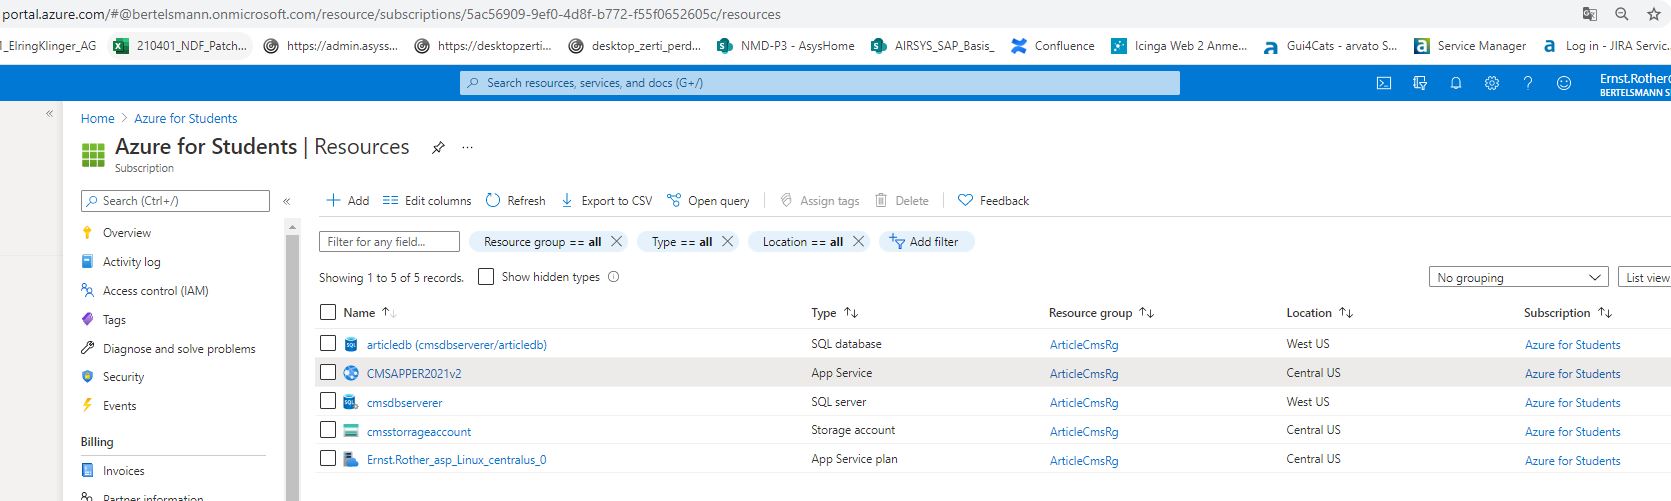 portal.azure.com/#@bertelsmann.onmicrosoft.com/resource/subscriptions/5ac56909-9ef0-4d8f-b772-f55f0652605c/resources
l_ElringKlinger_AG 210401_NDF_Patch... https://admin.asyss... https://desktopzerti... desktop_zerti_perd... NMD-P3 - AsysHome AIRSYS_SAP_Basis_ Confluence Icinga Web 2 Anme... Gui4Cats - arvato S... Service Manager Log in - JIRA Servic...
Search resources, services, and docs (G+/)
Ernst.Rother@
BERTELSMANN S
Home > Azure for Students
Azure for Students | Resources ...
Subscription
Search (Ctrl+/)
Overview
Activity log
Access control (IAM)
Tags
Diagnose and solve problems
Security
Events
Billing
Invoices
Partner information
Add Edit columns Refresh Export to CSV Open query Assign tags Delete Feedback
Filter for any field... Resource group == all Type == all Location == all Add filter
Showing 1 to 5 of 5 records. Show hidden types No grouping List view
Name Type Resource group Location Subscription
articledb (cmsdbserverer/articledb) SQL database ArticleCmsRg West US Azure for Students
CMSAPPER2021v2 App Service ArticleCmsRg Central US Azure for Students
cmsdbserverer SQL server ArticleCmsRg West US Azure for Students
cmsstorrageaccount Storage account ArticleCmsRg Central US Azure for Students
Ernst.Rother_asp_Linux_centralus_0 App Service plan ArticleCmsRg Central US Azure for Students